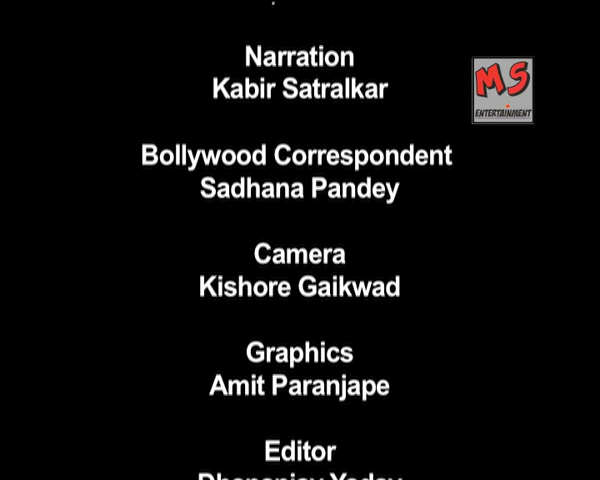 Narration
Kabir Satralkar
MS
ENTERTAINMENT
Bollywood Correspondent
Sadhana Pandey
Camera
Kishore Gaikwad
Graphics
Amit Paranjape
Editor